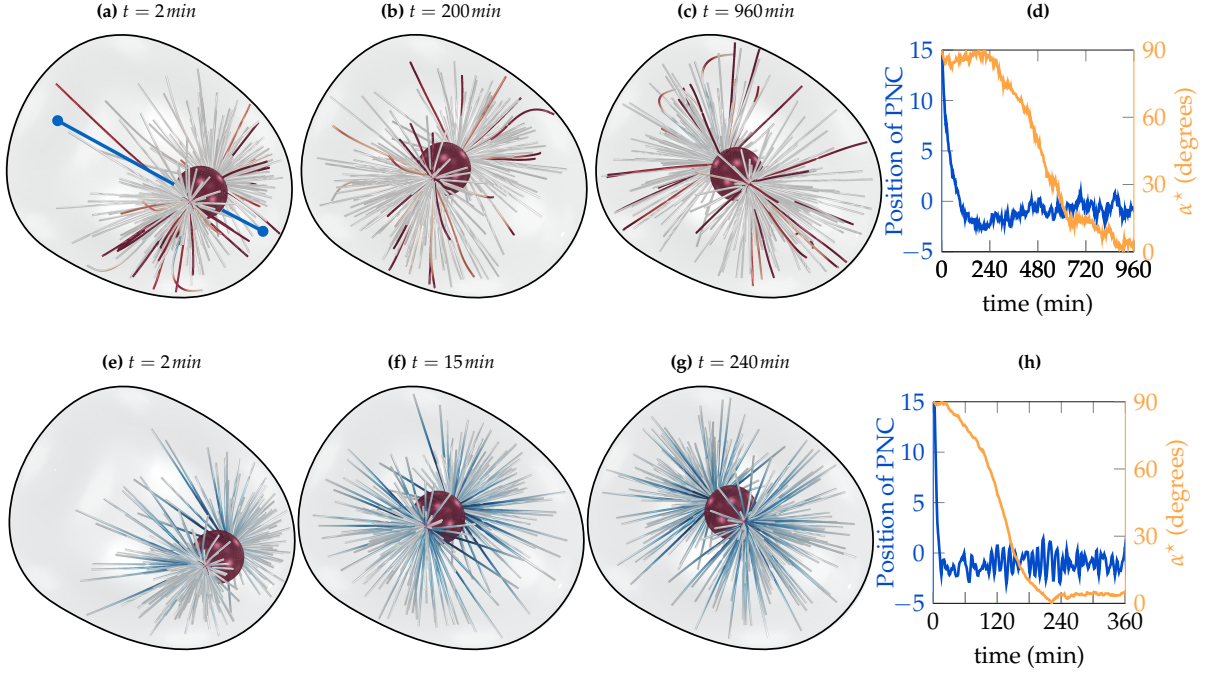 (a) t = 2min
(b) t = 200min
(c) t = 960min
(d)
15
10
5
0
−5
Position of PNC
90
60
30
0
α* (degrees)
0 240 480 720 960
time (min)
(e) t = 2min
(f) t = 15min
(g) t = 240min
(h)
15
10
5
0
−5
Position of PNC
90
60
30
0
α* (degrees)
0 120 240 360
time (min)